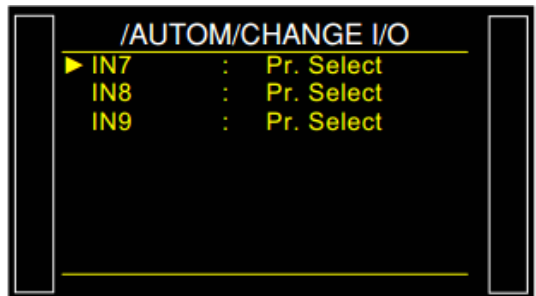 /AUTOM/CHANGE I/O
► IN7 : Pr. Select
IN8 : Pr. Select
IN9 : Pr. Select